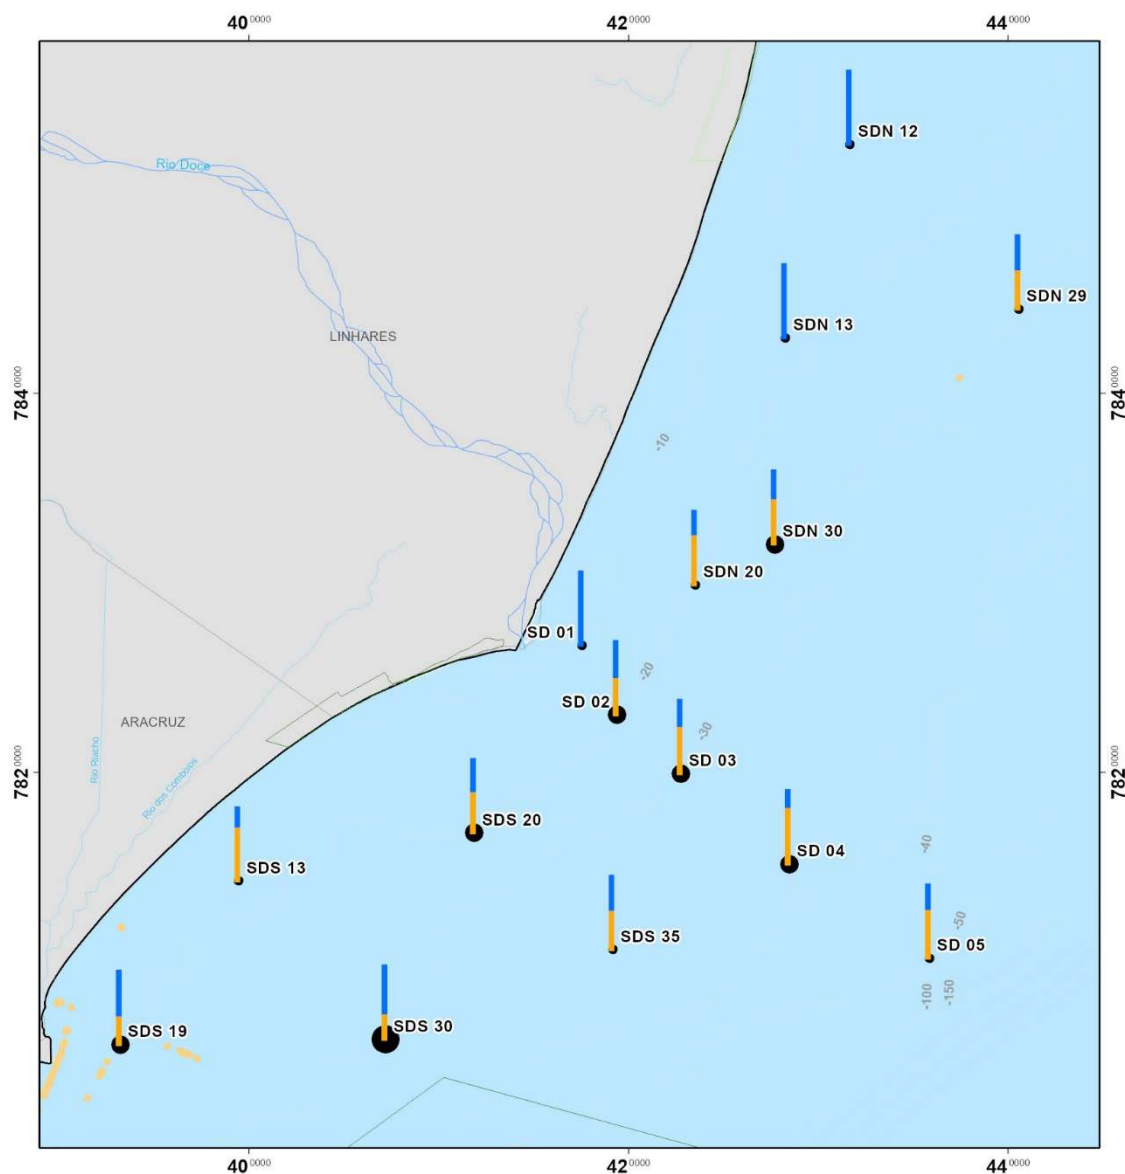 40⁰⁰⁰⁰ 42⁰⁰⁰⁰ 44⁰⁰⁰⁰
SDN 12
Rio Doce
SDN 29
SDN 13
LINHARES
784⁰⁰⁰⁰ 784⁰⁰⁰⁰
-10
SDN 30
SDN 20
SD 01
-20
SD 02
ARACRUZ
-30
Rio Riacho
SD 03
782⁰⁰⁰⁰ 782⁰⁰⁰⁰
Rio dos Comboios
SDS 20
-40
SD 04
SDS 13
-50
SDS 35
SD 05
-100
-150
SDS 19
SDS 30
40⁰⁰⁰⁰ 42⁰⁰⁰⁰ 44⁰⁰⁰⁰